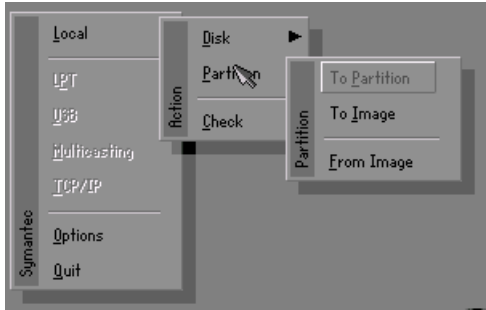 Local
LPT
USB
Multicasting
TCP/IP
Options
Quit
Symantec
Disk
Partition
Check
Action
To Partition
To Image
From Image
Partition